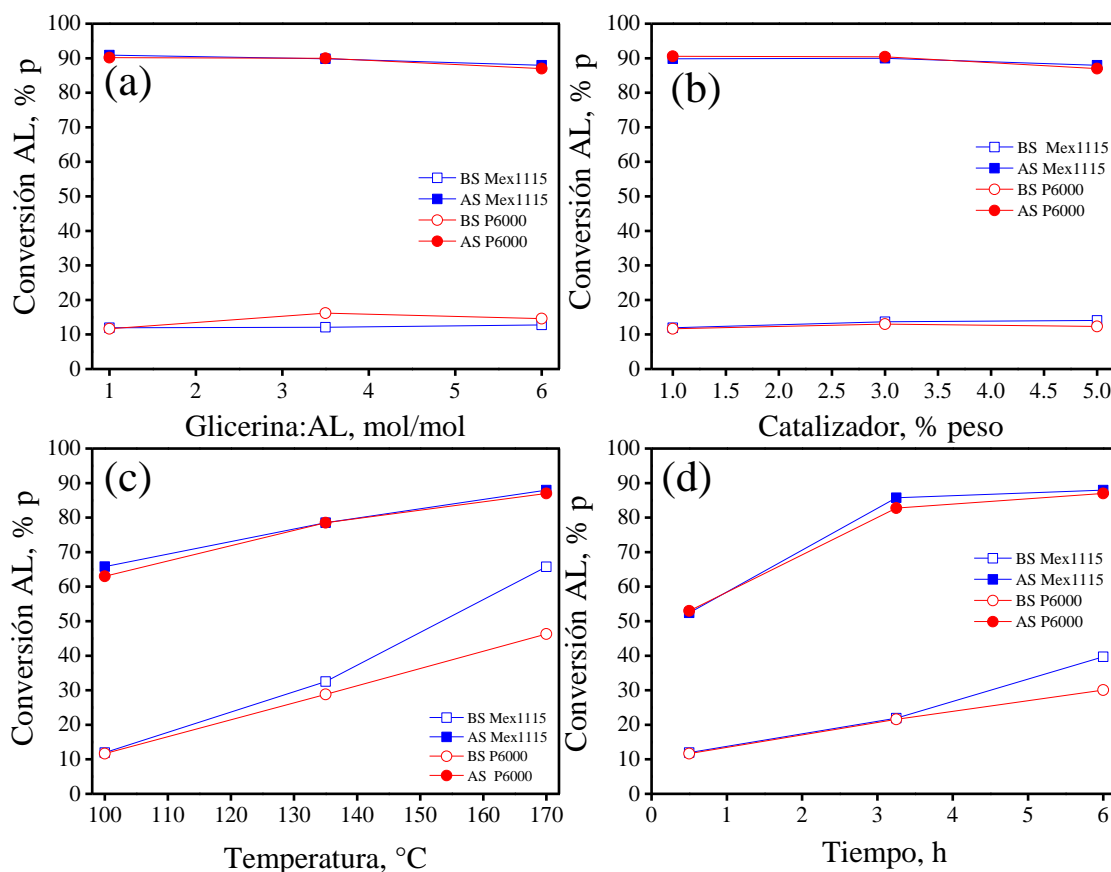 100
90
80
70
60
50
40
30
20
10
0
Conversión AL, % p
(a)
BS Mex1115
AS Mex1115
BS P6000
AS P6000
1 2 3 4 5 6
Glicerina:AL, mol/mol
100
90
80
70
60
50
40
30
20
10
0
Conversión AL, % p
(b)
BS Mex1115
AS Mex1115
BS P6000
AS P6000
1.0 1.5 2.0 2.5 3.0 3.5 4.0 4.5 5.0
Catalizador, % peso
100
90
80
70
60
50
40
30
20
10
0
Conversión AL, % p
(c)
BS Mex1115
AS Mex1115
BS P6000
AS P6000
100 110 120 130 140 150 160 170
Temperatura, °C
100
90
80
70
60
50
40
30
20
10
0
Conversión AL, % p
(d)
BS Mex1115
AS Mex1115
BS P6000
AS P6000
0 1 2 3 4 5 6
Tiempo, h